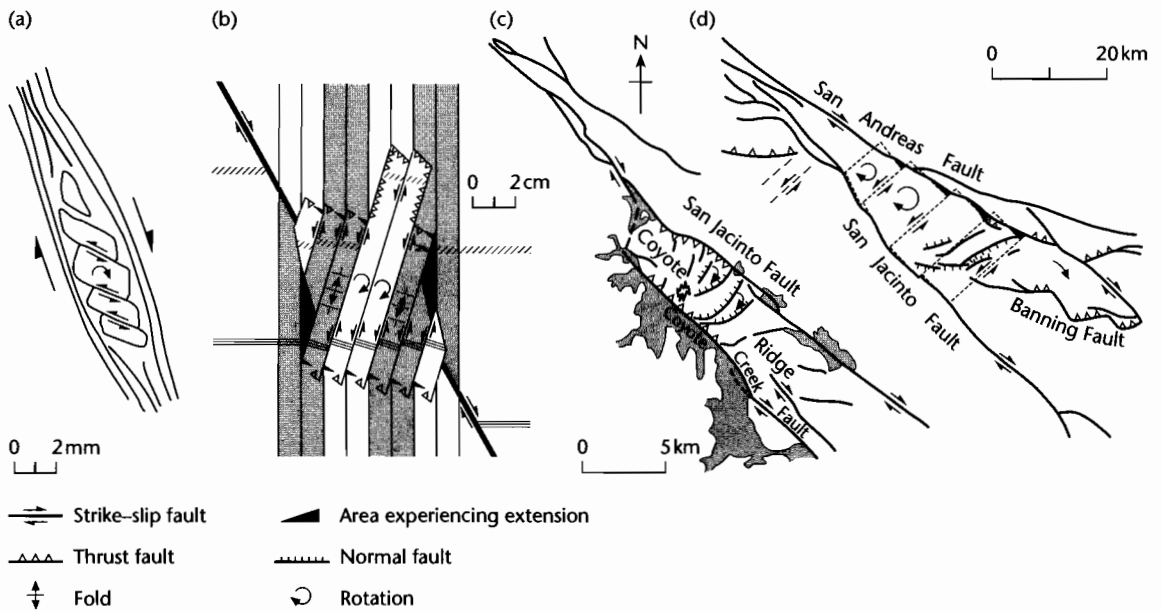 (a)
(b)
(c)
(d)
N
0 20 km
San Andreas Fault
San Jacinto Fault
Banning Fault
San Jacinto Fault
Coyote
Ridge
Coyote Creek Fault
0 2 cm
0 5 km
0 2 mm
Strike–slip fault
Area experiencing extension
Thrust fault
Normal fault
Fold
Rotation